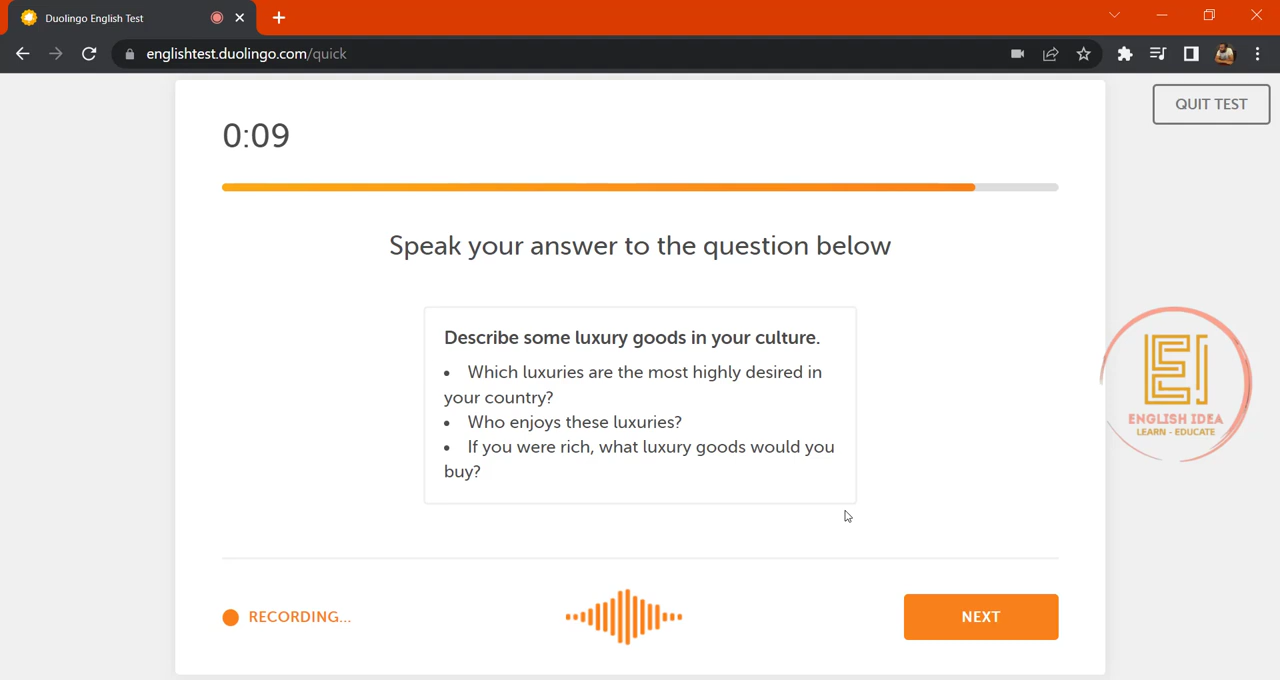 Duolingo English Test
englishtest.duolingo.com/quick
QUIT TEST
0:09
Speak your answer to the question below
Describe some luxury goods in your culture.
• Which luxuries are the most highly desired in
your country?
• Who enjoys these luxuries?
• If you were rich, what luxury goods would you
buy?
EI
ENGLISH IDEA
LEARN - EDUCATE
RECORDING...
NEXT